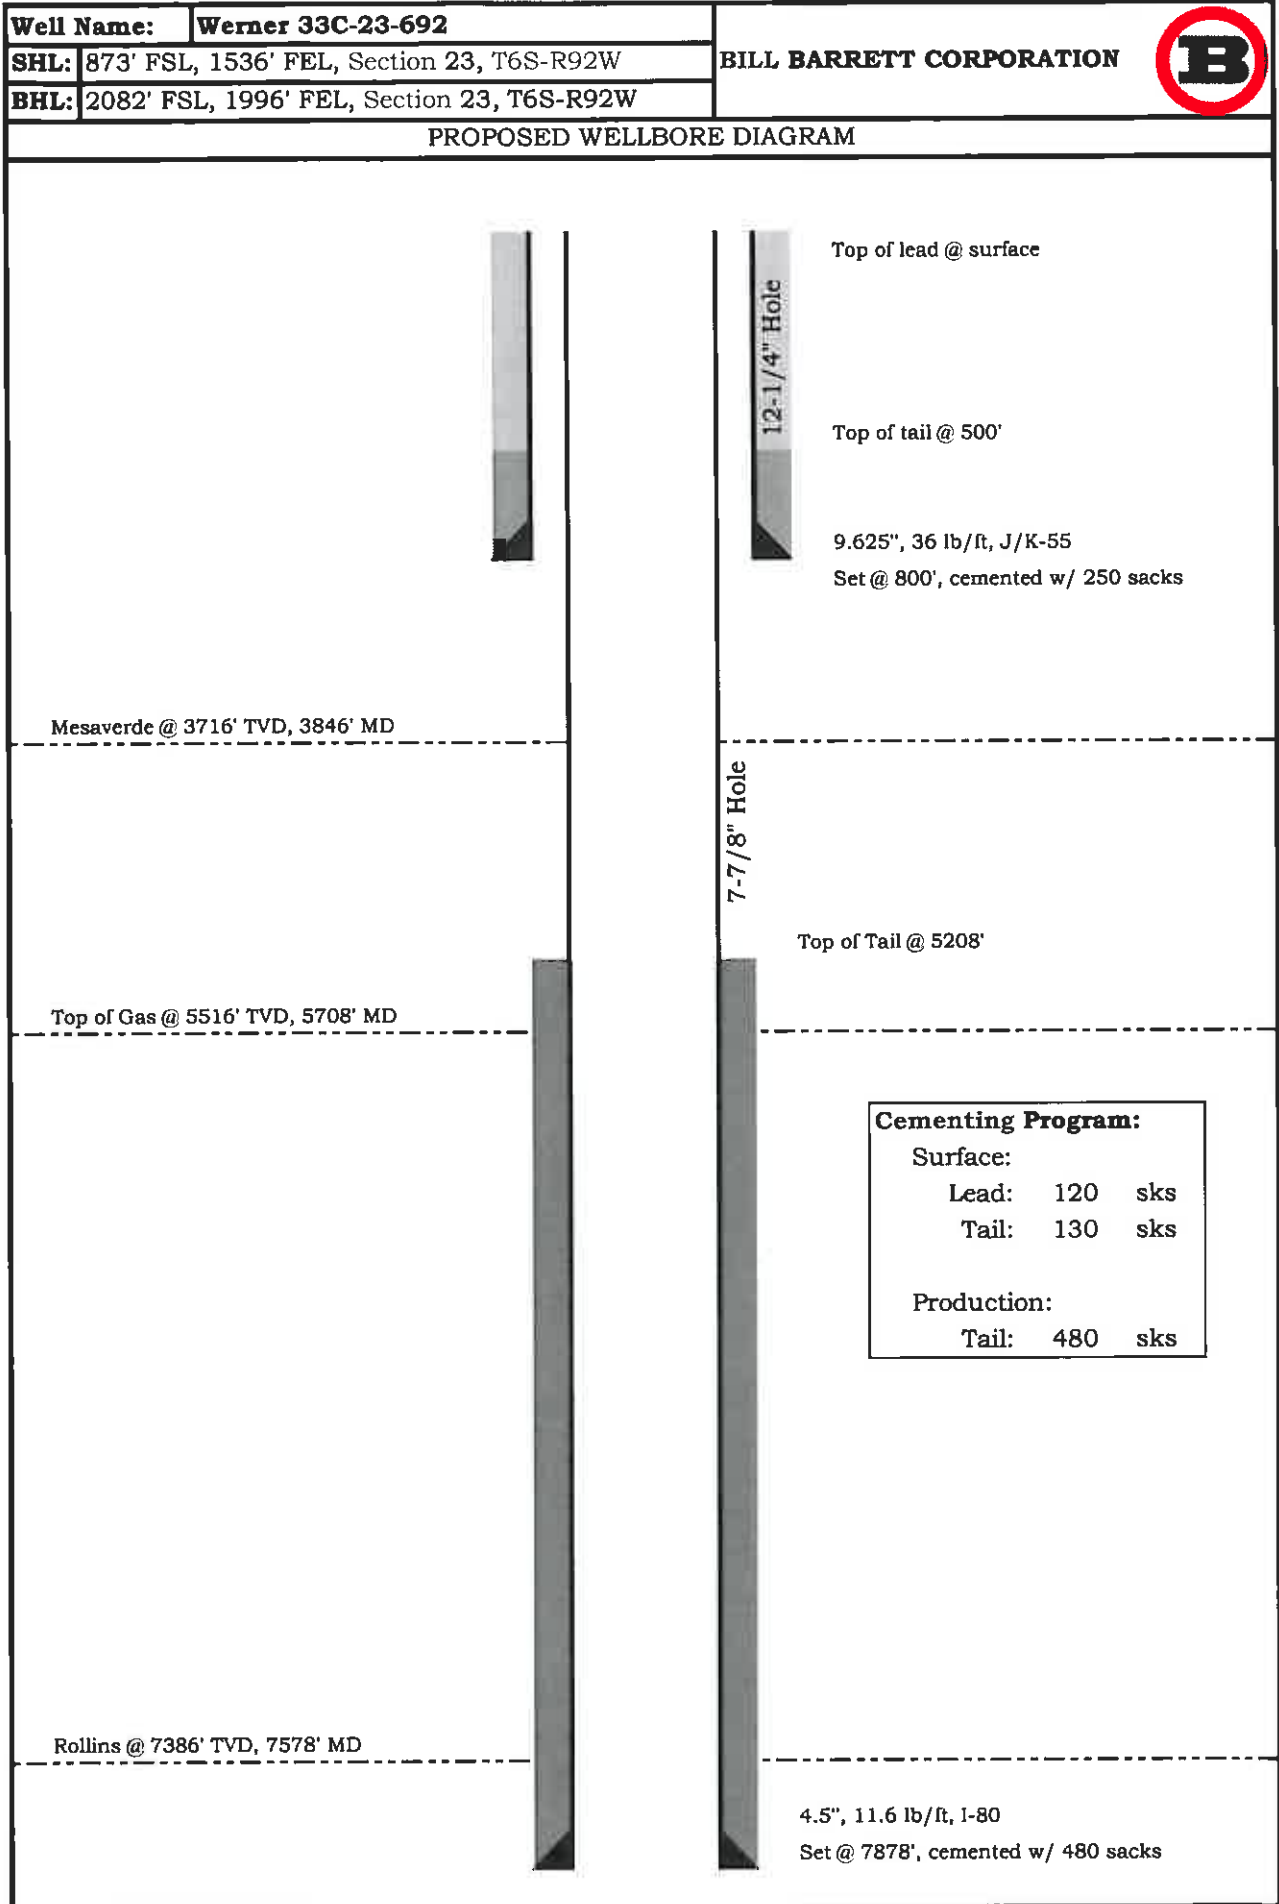 Well Name: Werner 33C-23-692
SHL: 873' FSL, 1536' FEL, Section 23, T6S-R92W
BHL: 2082' FSL, 1996' FEL, Section 23, T6S-R92W
BILL BARRETT CORPORATION
B
PROPOSED WELLBORE DIAGRAM
Top of lead @ surface
12-1/4" Hole
Top of tail @ 500'
9.625", 36 lb/ft, J/K-55
Set @ 800', cemented w/ 250 sacks
Mesaverde @ 3716' TVD, 3846' MD
7-7/8" Hole
Top of Tail @ 5208'
Top of Gas @ 5516' TVD, 5708' MD
Cementing Program:
Surface:
Lead: 120 sks
Tail: 130 sks
Production:
Tail: 480 sks
Rollins @ 7386' TVD, 7578' MD
4.5", 11.6 lb/ft, I-80
Set @ 7878', cemented w/ 480 sacks